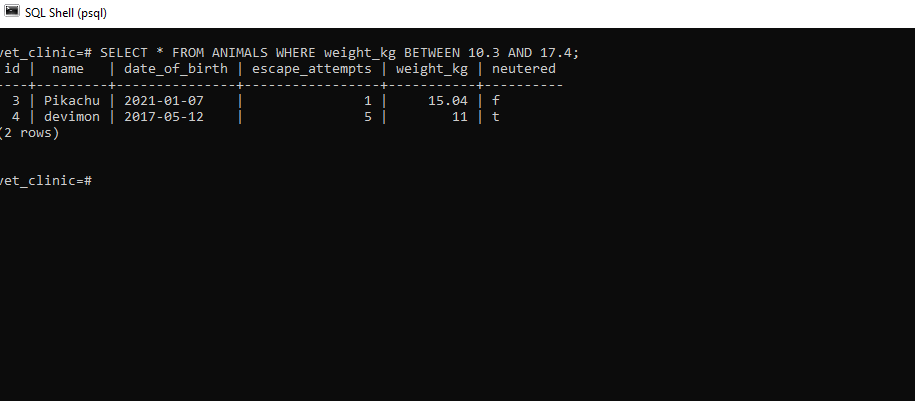 SQL Shell (psql)
vet_clinic=# SELECT * FROM ANIMALS WHERE weight_kg BETWEEN 10.3 AND 17.4;
 id |  name   | date_of_birth | escape_attempts | weight_kg | neutered
----+---------+---------------+-----------------+-----------+----------
  3 | Pikachu | 2021-01-07    |               1 |     15.04 | f
  4 | devimon | 2017-05-12    |               5 |        11 | t
(2 rows)
vet_clinic=#